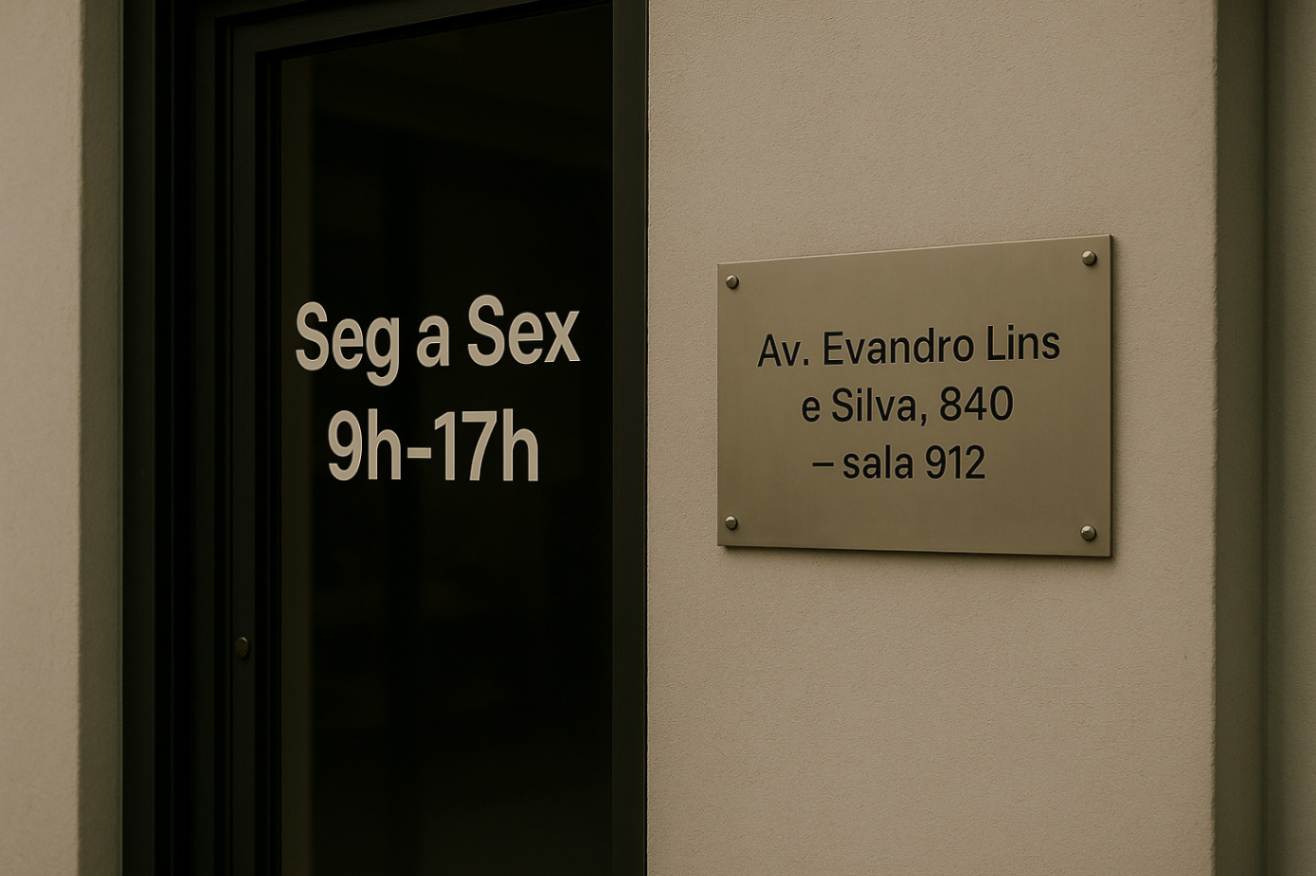 Seg a Sex
9h-17h
Av. Evandro Lins
e Silva, 840
– sala 912